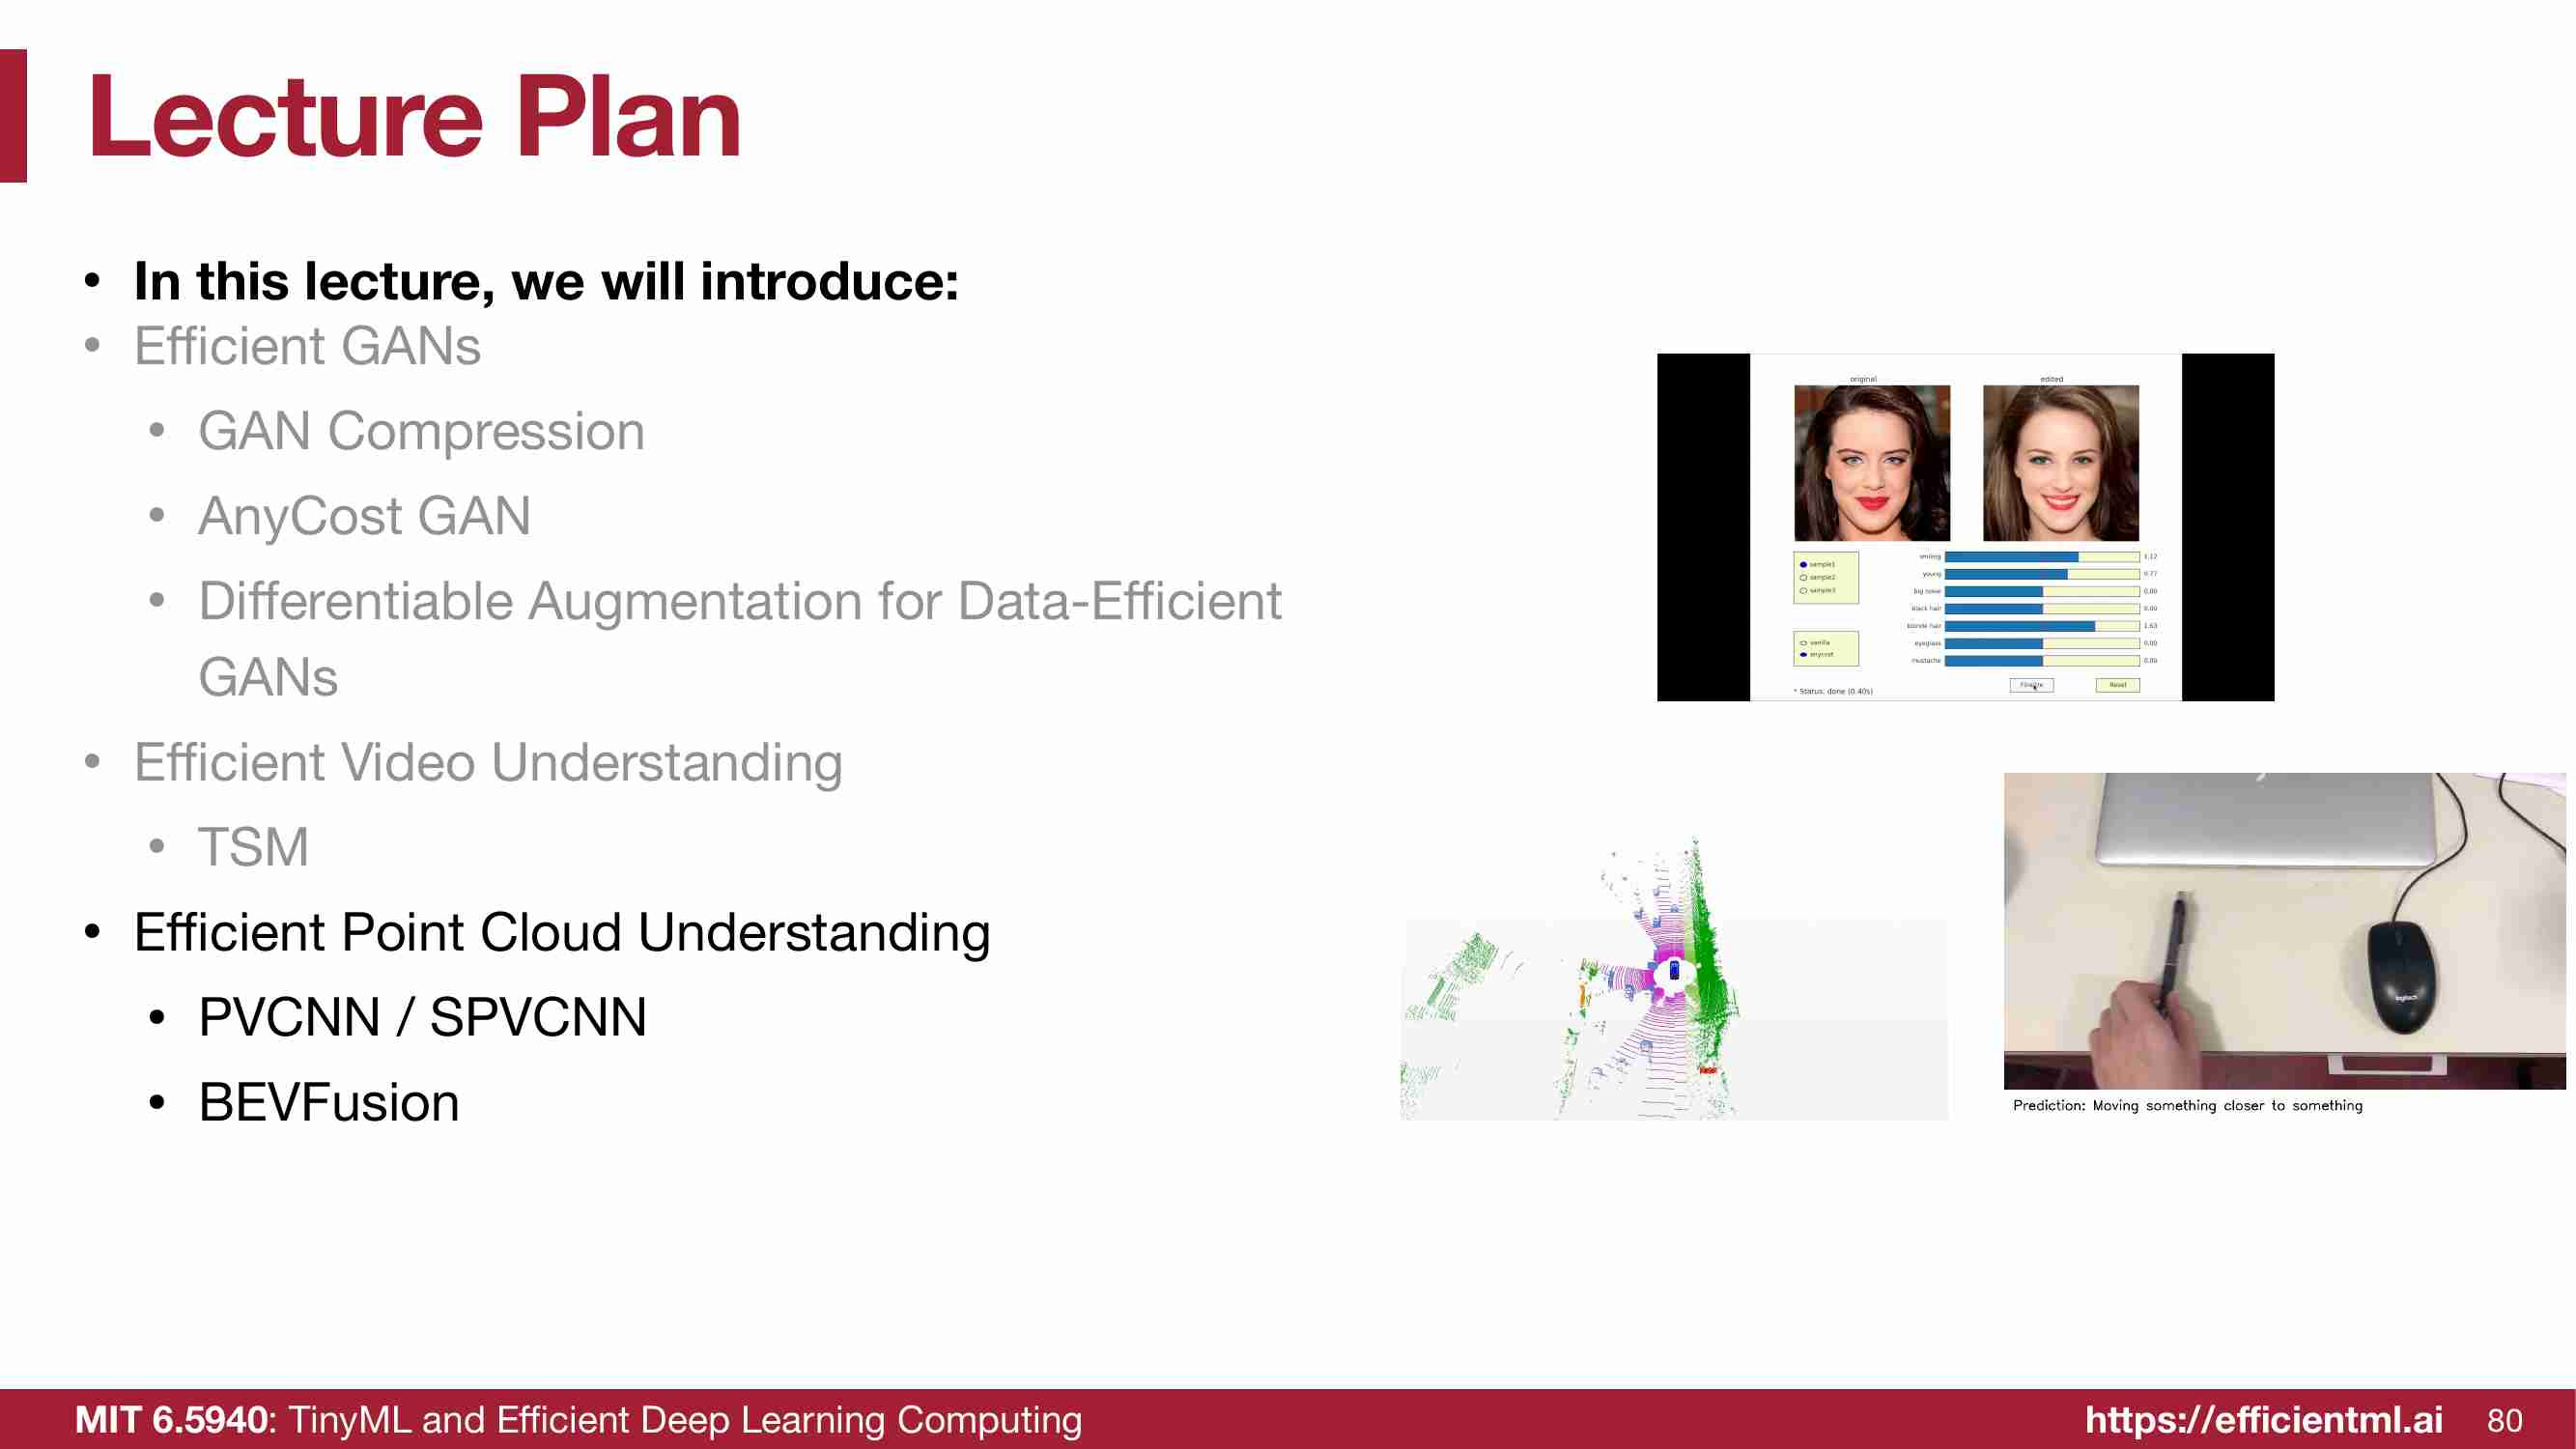 Lecture Plan
• In this lecture, we will introduce:
• Efficient GANs
• GAN Compression
• AnyCost GAN
• Differentiable Augmentation for Data-Efficient
GANs
• Efficient Video Understanding
• TSM
• Efficient Point Cloud Understanding
• PVCNN / SPVCNN
• BEVFusion
original edited
sample1
sample2
sample3
vanilla
anycost
smiling 1.12
young 0.77
big nose 0.00
black hair 0.00
blonde hair 1.63
eyeglass 0.00
mustache 0.00
Finalize Reset
* Status: done (0.40s)
logitech
Prediction: Moving something closer to something
MIT 6.5940: TinyML and Efficient Deep Learning Computing
https://efficientml.ai 80